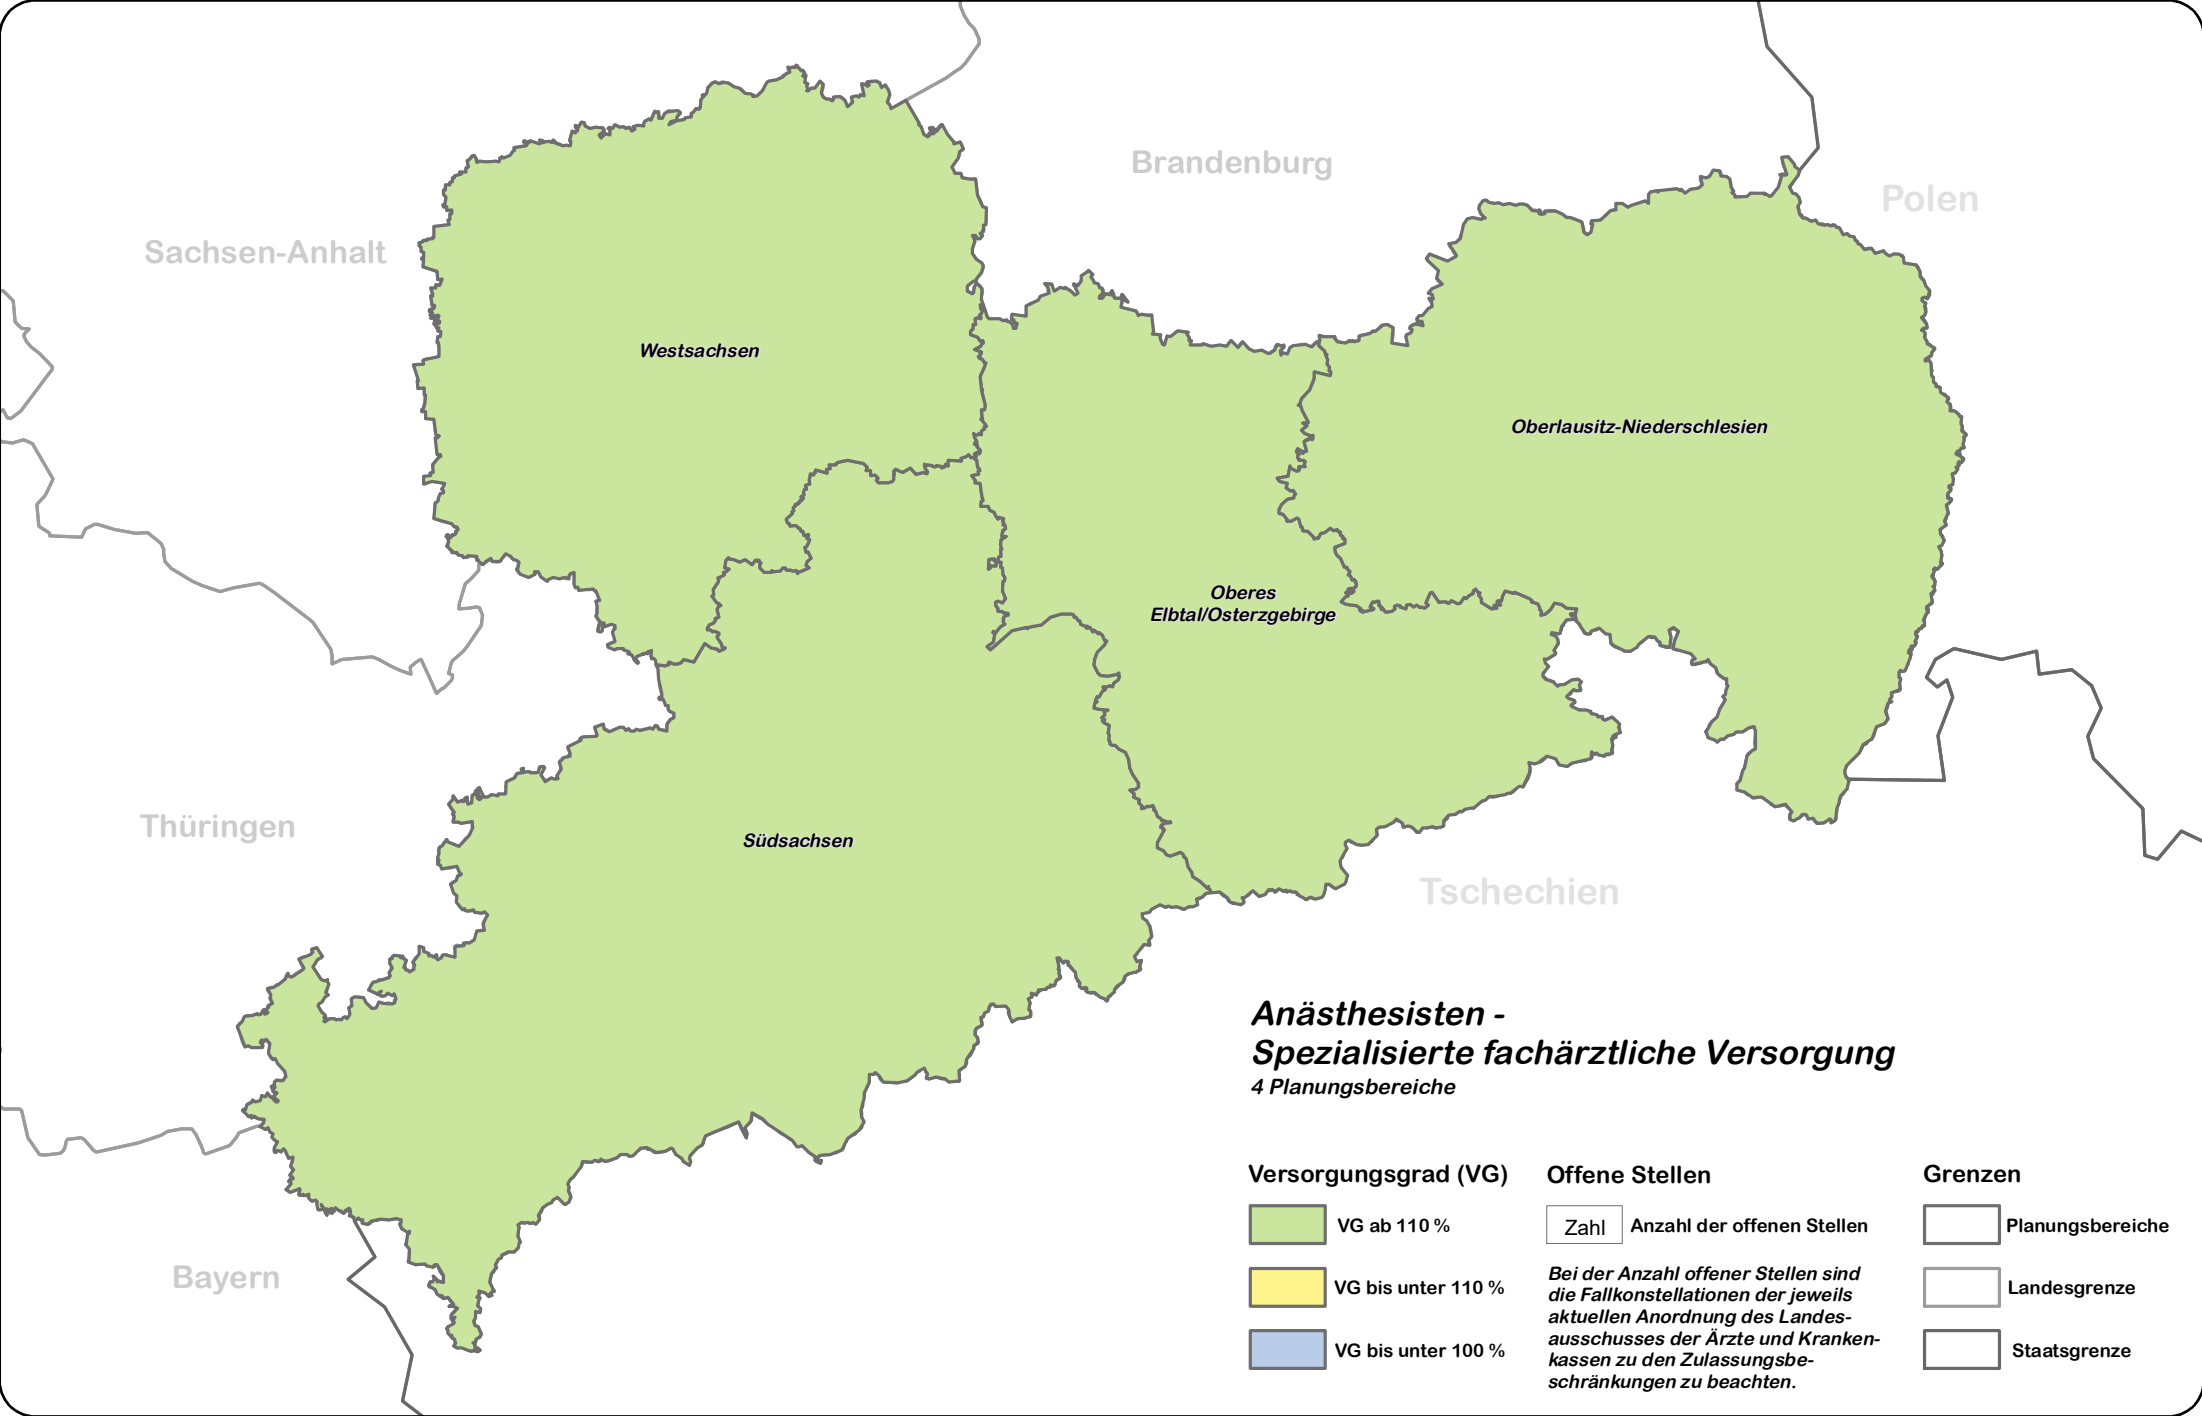 Brandenburg
Polen
Sachsen-Anhalt
Westsachsen
Oberlausitz-Niederschlesien
Oberes
Elbtal/Osterzgebirge
Thüringen
Südsachsen
Tschechien
Bayern
Anästhesisten -
Spezialisierte fachärztliche Versorgung
4 Planungsbereiche
Versorgungsgrad (VG)
VG ab 110 %
VG bis unter 110 %
VG bis unter 100 %
Offene Stellen
Zahl Anzahl der offenen Stellen
Bei der Anzahl offener Stellen sind
die Fallkonstellationen der jeweils
aktuellen Anordnung des Landes-
ausschusses der Ärzte und Kranken-
kassen zu den Zulassungsbe-
schränkungen zu beachten.
Grenzen
Planungsbereiche
Landesgrenze
Staatsgrenze